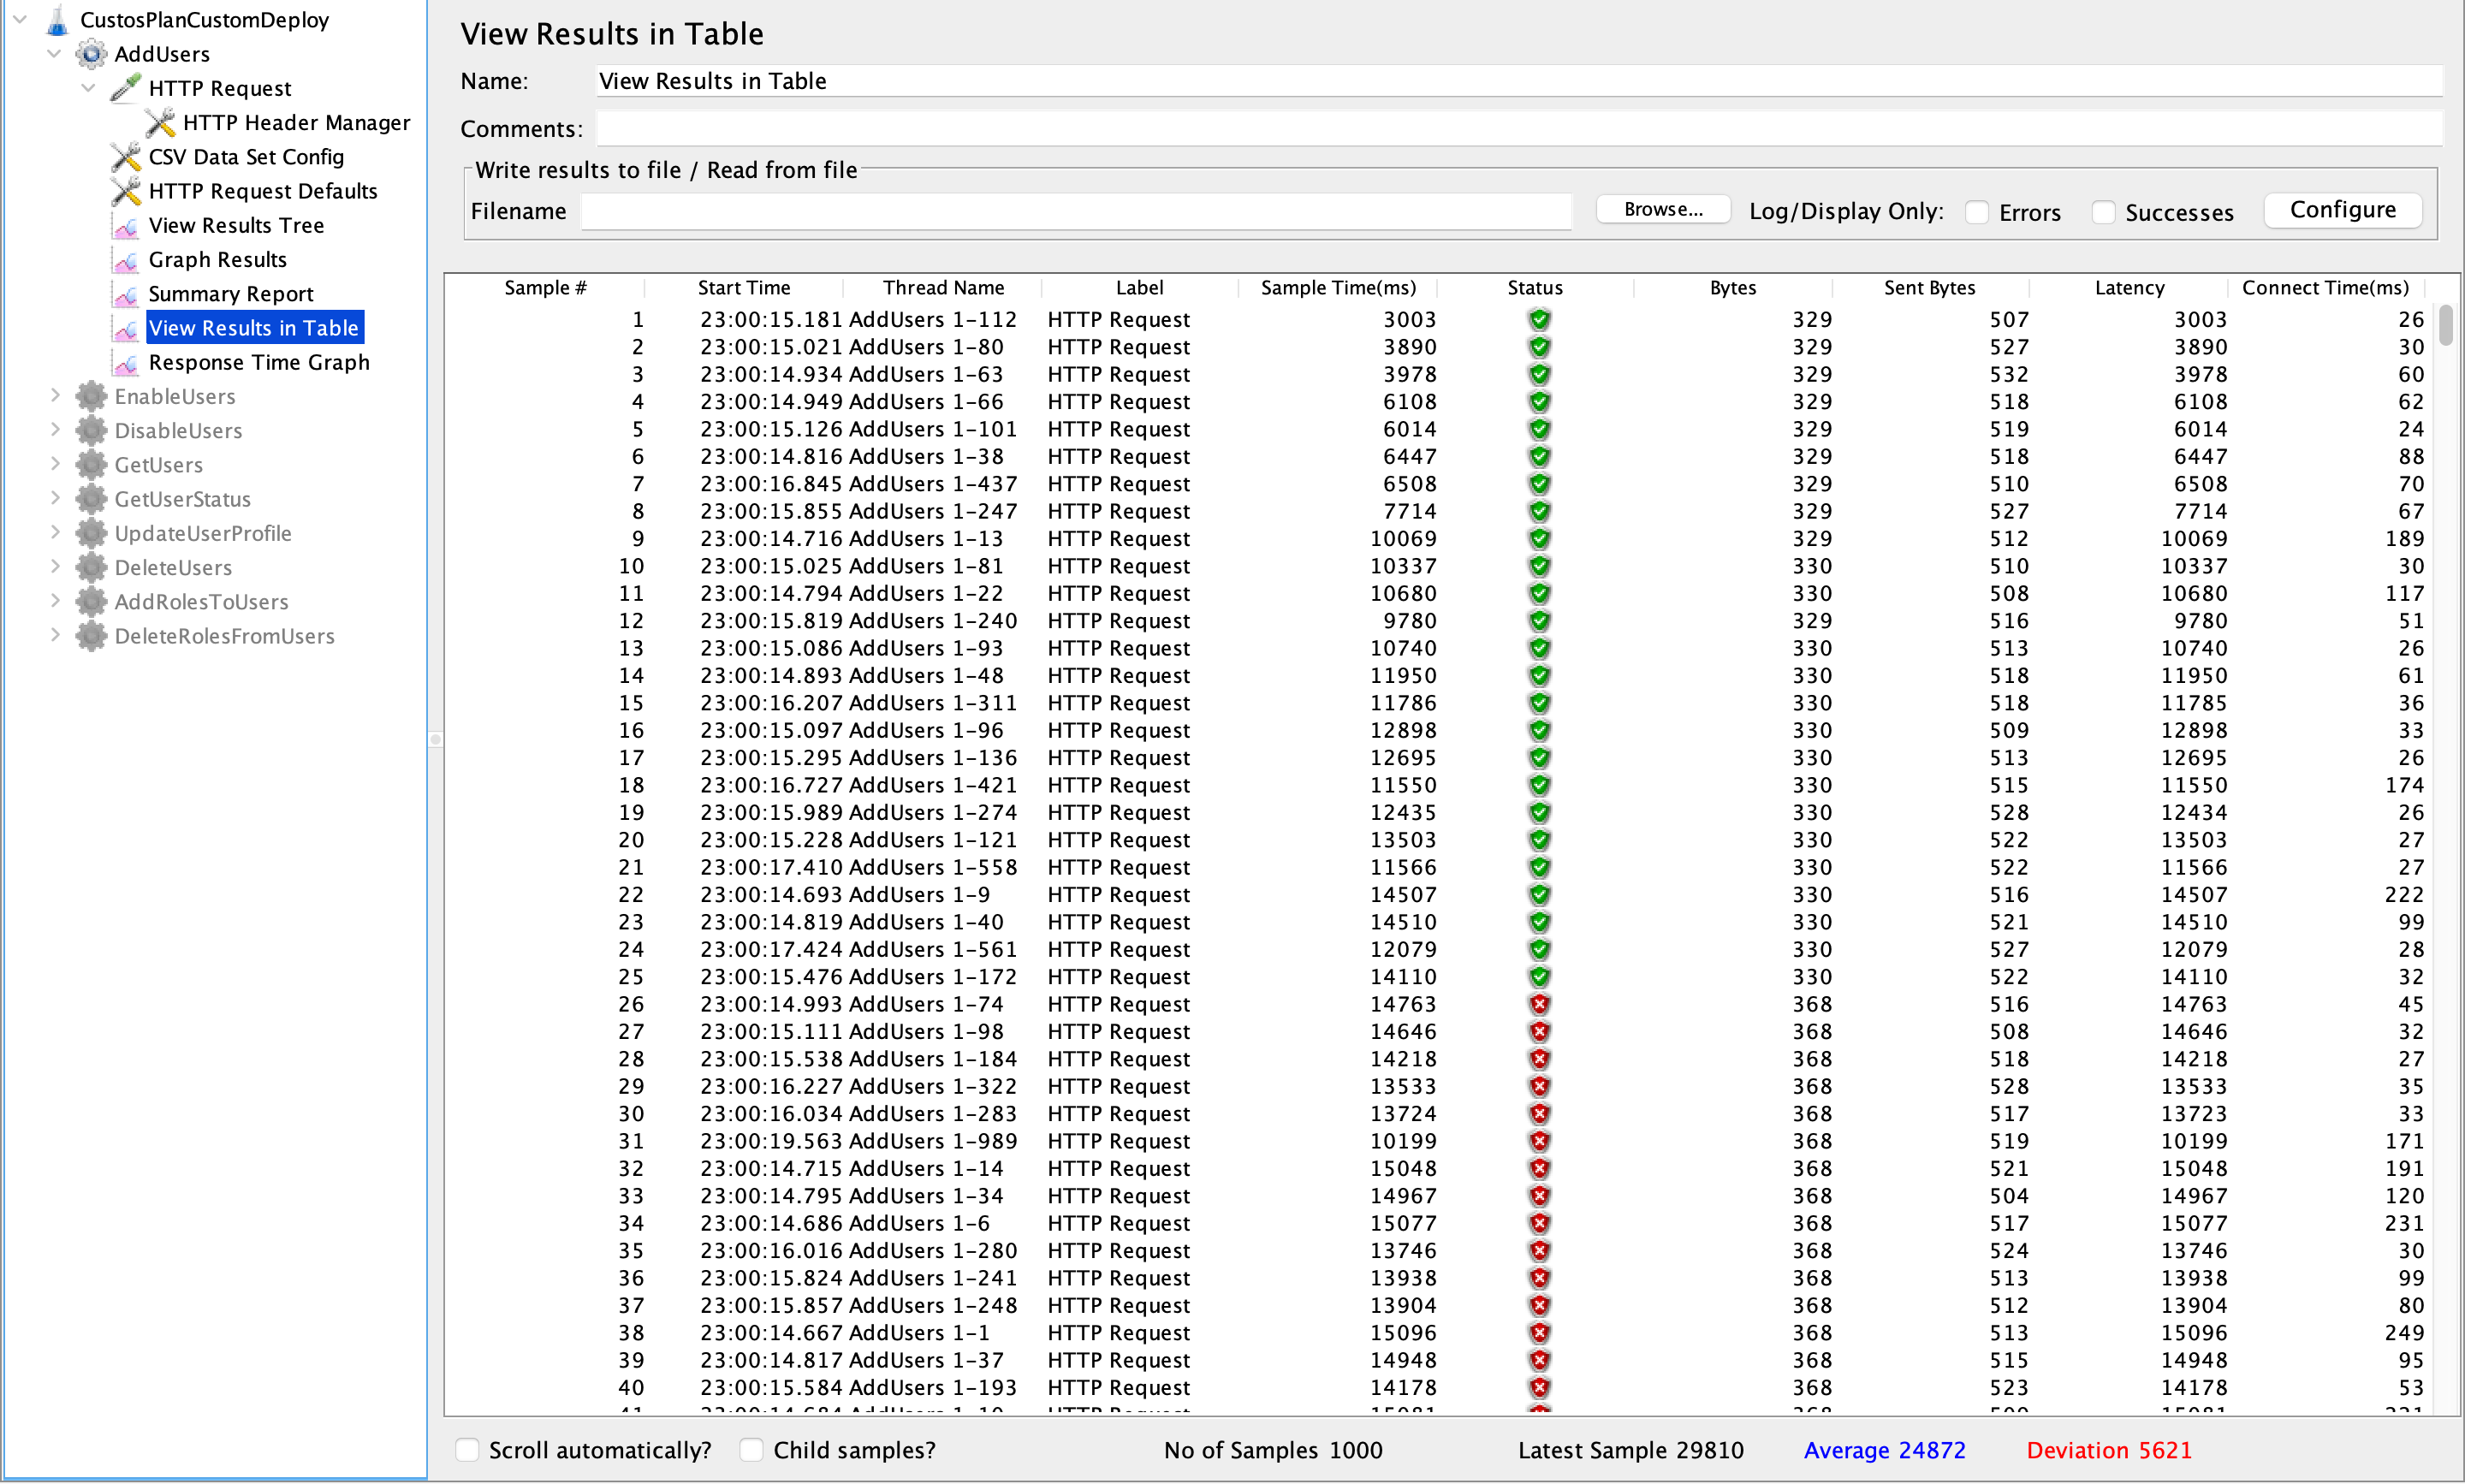 CustosPlanCustomDeploy
AddUsers
HTTP Request
HTTP Header Manager
CSV Data Set Config
HTTP Request Defaults
View Results Tree
Graph Results
Summary Report
View Results in Table
Response Time Graph
EnableUsers
DisableUsers
GetUsers
GetUserStatus
UpdateUserProfile
DeleteUsers
AddRolesToUsers
DeleteRolesFromUsers
View Results in Table
Name: View Results in Table
Comments:
Write results to file / Read from file
Filename Browse... Log/Display Only: Errors Successes Configure
Sample # Start Time Thread Name Label Sample Time(ms) Status Bytes Sent Bytes Latency Connect Time(ms)
1 23:00:15.181 AddUsers 1-112 HTTP Request 3003 329 507 3003 26
2 23:00:15.021 AddUsers 1-80 HTTP Request 3890 329 527 3890 30
3 23:00:14.934 AddUsers 1-63 HTTP Request 3978 329 532 3978 60
4 23:00:14.949 AddUsers 1-66 HTTP Request 6108 329 518 6108 62
5 23:00:15.126 AddUsers 1-101 HTTP Request 6014 329 519 6014 24
6 23:00:14.816 AddUsers 1-38 HTTP Request 6447 329 518 6447 88
7 23:00:16.845 AddUsers 1-437 HTTP Request 6508 329 510 6508 70
8 23:00:15.855 AddUsers 1-247 HTTP Request 7714 329 527 7714 67
9 23:00:14.716 AddUsers 1-13 HTTP Request 10069 329 512 10069 189
10 23:00:15.025 AddUsers 1-81 HTTP Request 10337 330 510 10337 30
11 23:00:14.794 AddUsers 1-22 HTTP Request 10680 330 508 10680 117
12 23:00:15.819 AddUsers 1-240 HTTP Request 9780 329 516 9780 51
13 23:00:15.086 AddUsers 1-93 HTTP Request 10740 330 513 10740 26
14 23:00:14.893 AddUsers 1-48 HTTP Request 11950 330 518 11950 61
15 23:00:16.207 AddUsers 1-311 HTTP Request 11786 330 518 11785 36
16 23:00:15.097 AddUsers 1-96 HTTP Request 12898 330 509 12898 33
17 23:00:15.295 AddUsers 1-136 HTTP Request 12695 330 513 12695 26
18 23:00:16.727 AddUsers 1-421 HTTP Request 11550 330 515 11550 174
19 23:00:15.989 AddUsers 1-274 HTTP Request 12435 330 528 12434 26
20 23:00:15.228 AddUsers 1-121 HTTP Request 13503 330 522 13503 27
21 23:00:17.410 AddUsers 1-558 HTTP Request 11566 330 522 11566 27
22 23:00:14.693 AddUsers 1-9 HTTP Request 14507 330 516 14507 222
23 23:00:14.819 AddUsers 1-40 HTTP Request 14510 330 521 14510 99
24 23:00:17.424 AddUsers 1-561 HTTP Request 12079 330 527 12079 28
25 23:00:15.476 AddUsers 1-172 HTTP Request 14110 330 522 14110 32
26 23:00:14.993 AddUsers 1-74 HTTP Request 14763 368 516 14763 45
27 23:00:15.111 AddUsers 1-98 HTTP Request 14646 368 508 14646 32
28 23:00:15.538 AddUsers 1-184 HTTP Request 14218 368 518 14218 27
29 23:00:16.227 AddUsers 1-322 HTTP Request 13533 368 528 13533 35
30 23:00:16.034 AddUsers 1-283 HTTP Request 13724 368 517 13723 33
31 23:00:19.563 AddUsers 1-989 HTTP Request 10199 368 519 10199 171
32 23:00:14.715 AddUsers 1-14 HTTP Request 15048 368 521 15048 191
33 23:00:14.795 AddUsers 1-34 HTTP Request 14967 368 504 14967 120
34 23:00:14.686 AddUsers 1-6 HTTP Request 15077 368 517 15077 231
35 23:00:16.016 AddUsers 1-280 HTTP Request 13746 368 524 13746 30
36 23:00:15.824 AddUsers 1-241 HTTP Request 13938 368 513 13938 99
37 23:00:15.857 AddUsers 1-248 HTTP Request 13904 368 512 13904 80
38 23:00:14.667 AddUsers 1-1 HTTP Request 15096 368 513 15096 249
39 23:00:14.817 AddUsers 1-37 HTTP Request 14948 368 515 14948 95
40 23:00:15.584 AddUsers 1-193 HTTP Request 14178 368 523 14178 53
Scroll automatically? Child samples? No of Samples 1000 Latest Sample 29810 Average 24872 Deviation 5621